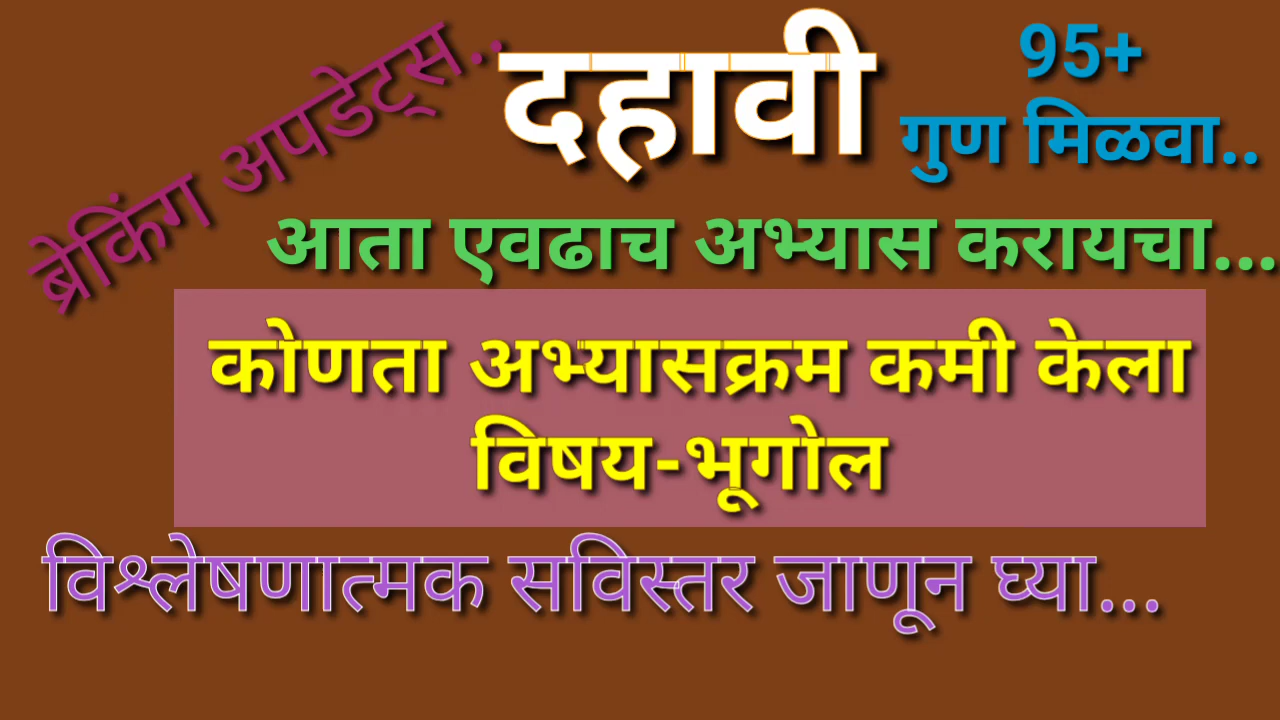 ब्रेकिंग अपडेट्स..
दहावी
95+
गुण मिळवा..
आता एवढाच अभ्यास करायचा...
कोणता अभ्यासक्रम कमी केला
विषय-भूगोल
विश्लेषणात्मक सविस्तर जाणून घ्या...